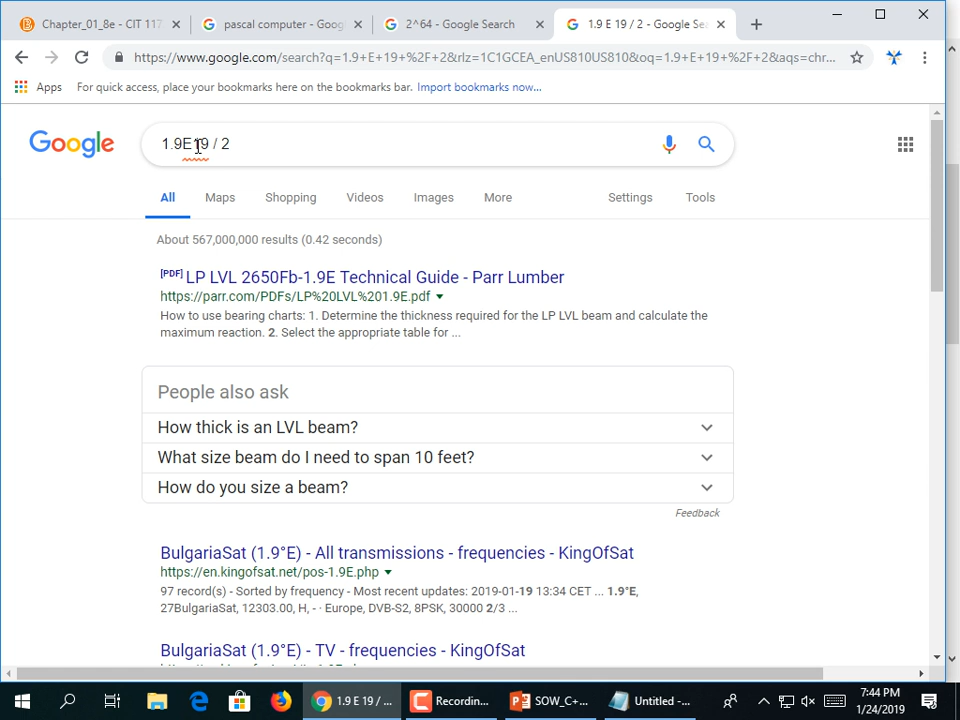 Chapter_01_8e – CIT 117
pascal computer - Goog
2^64 - Google Search
1.9 E 19 / 2 - Google Sea
https://www.google.com/search?q=1.9+E+19+%2F+2&rlz=1C1GCEA_enUS810US810&oq=1.9+E+19+%2F+2&aqs=chr...
Apps For quick access, place your bookmarks here on the bookmarks bar. Import bookmarks now...
Google
1.9E19 / 2
All Maps Shopping Videos Images More Settings Tools
About 567,000,000 results (0.42 seconds)
[PDF] LP LVL 2650Fb-1.9E Technical Guide - Parr Lumber
https://parr.com/PDFs/LP%20LVL%201.9E.pdf
How to use bearing charts: 1. Determine the thickness required for the LP LVL beam and calculate the
maximum reaction. 2. Select the appropriate table for ...
People also ask
How thick is an LVL beam?
What size beam do I need to span 10 feet?
How do you size a beam?
Feedback
BulgariaSat (1.9°E) - All transmissions - frequencies - KingOfSat
https://en.kingofsat.net/pos-1.9E.php
97 record(s) - Sorted by frequency - Most recent updates: 2019-01-19 13:34 CET ... 1.9°E,
27BulgariaSat, 12303.00, H, - · Europe, DVB-S2, 8PSK, 30000 2/3 ...
BulgariaSat (1.9°E) - TV - frequencies - KingOfSat
1.9 E 19 / ...
Recording...
SOW_C+...
Untitled -...
7:44 PM
1/24/2019